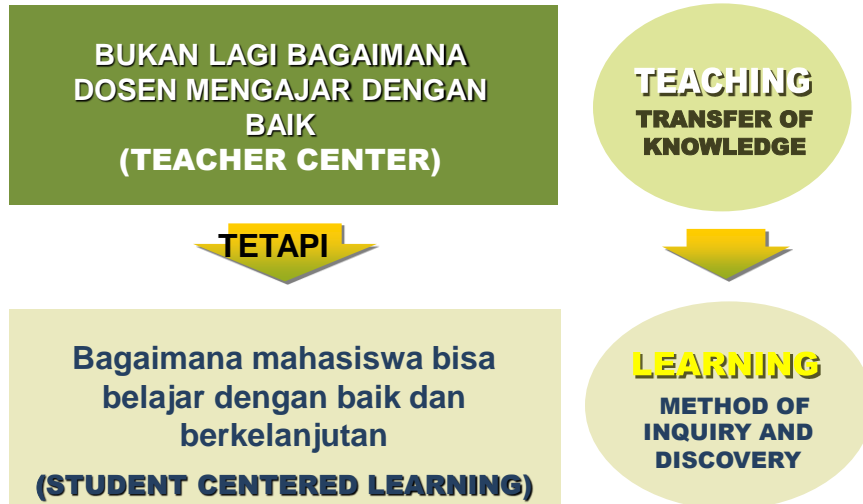 BUKAN LAGI BAGAIMANA
DOSEN MENGAJAR DENGAN
BAIK
(TEACHER CENTER)
TEACHING
TRANSFER OF
KNOWLEDGE
TETAPI
Bagaimana mahasiswa bisa
belajar dengan baik dan
berkelanjutan
(STUDENT CENTERED LEARNING)
LEARNING
METHOD OF
INQUIRY AND
DISCOVERY